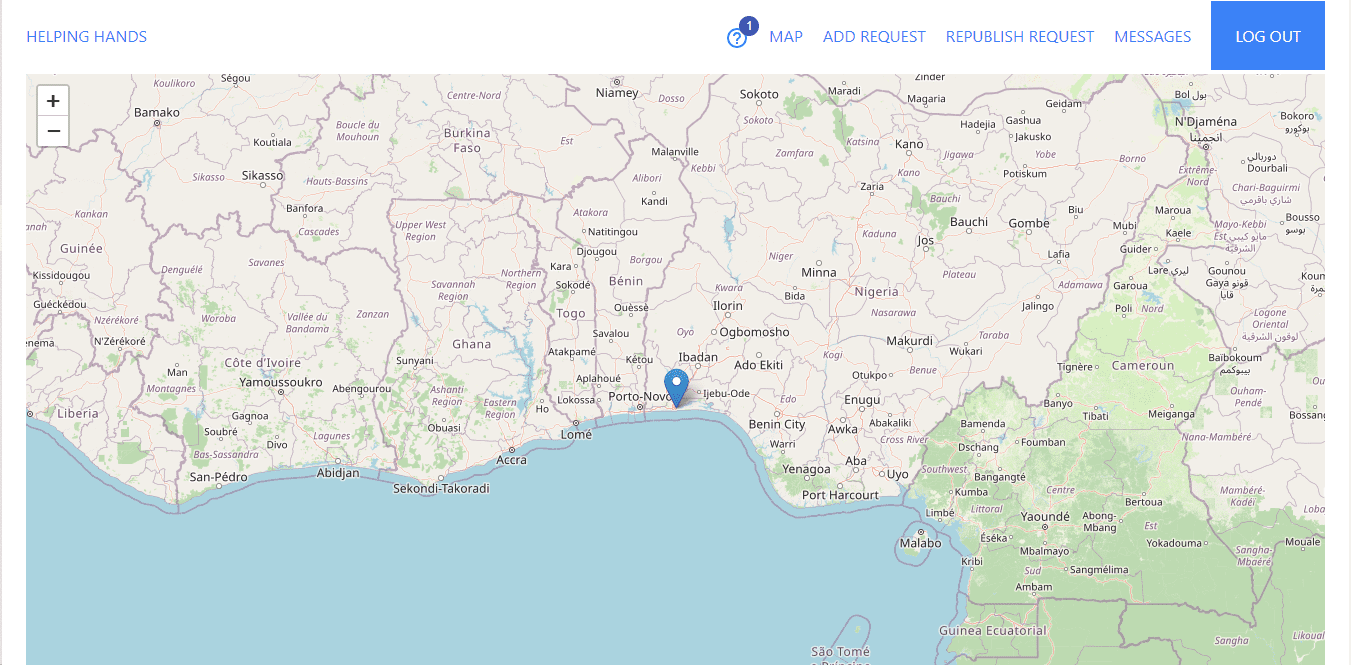 HELPING HANDS
1
MAP
ADD REQUEST
REPUBLISH REQUEST
MESSAGES
LOG OUT
+
−
Ségou
Koulikoro
Bamako
Koutiala
Sikasso
Sikasso
Kankan
Guinée
Kissidougou
Guéckédou
Nzérékoré
N'Zérékoré
Liberia
Boucle du
Mouhoun
Centre-Nord
Burkina
Faso
Est
Hauts-Bassins
Banfora
Cascades
Niamey
Dosso
Malanville
Kebbi
Alibori
Kandi
Atakora
Natitingou
Djougou
Borgou
Kara
Sokodé
Bénin
Ouèssè
Togo
Savalou
Atakpamé
Kétou
Aplahoué
Lokossa
Porto-Novo
Lomé
Ho
Upper West
Region
Northern
Region
Savannah
Region
Ghana
Sunyani
Ashanti
Region
Eastern
Region
Obuasi
Accra
Sekondi-Takoradi
Denguélé
Savanes
Woroba
Vallée du
Bandama
Zanzan
Côte d'Ivoire
Man
Montagnes
Yamoussoukro
Abengourou
Gagnoa
Soubré
Divo
Lagunes
Bas-Sassandra
San-Pédro
Abidjan
Sokoto
Sokoto
Maradi
Zinder
Magaria
Katsina
Zamfara
Kano
Kano
Jigawa
Hadejia
Gashua
Geidam
Jakusko
Yobe
Potiskum
Borno
Zaria
Bauchi
Bauchi
Gombe
Biu
Mubi
Jos
Kaduna
Lafia
Niger
Minna
Plateau
Adamawa
Kwara
Bida
Nigeria
Ilorin
Nasarawa
Jalingo
Oyo
Ogbomosho
Taraba
Ibadan
Ado Ekiti
Kogi
Makurdi
Wukari
Benue
Otukpo
Ijebu-Ode
Edo
Enugu
Benin City
Awka
Abakaliki
Warri
Cross River
Aba
Yenagoa
Uyo
Port Harcourt
Bol بول
N'Djaména
انجمينا
Bokoro
بوكورو
دوربالي
Dourbali
Extrême-
Nord
Chari-Baguirmi
شاري باقرمي
Maroua
Kaele
Bousso
بوسو
Mayo-Kebbi
Est مايو كيبي
الشرقية
Guider
Léré ليري
Gounou
Gaya قونو
قايا
Garoua
Poli
Nord
Logone
Oriental
لوقون الشرقي
Baïbokoum
بيبوكم
Tignère
Cameroun
Ouham-
Pendé
Banyo
Tibati
Meiganga
Nana-Mambéré
Bamenda
Foumban
Dschang
Southwest
Bangangté
Kumba
Centre
Littoral
Limbé
Yaoundé
Bertoua
Abong-
Mbang
Est
Mambéré-
Kadéï
Malabo
Éséka
Mbalmayo
Yokadouma
Sangha-
Mbaéré
Mouale
Kribi
Sud
Sangmélima
Ambam
Guinea Ecuatorial
Sangha
São Tomé